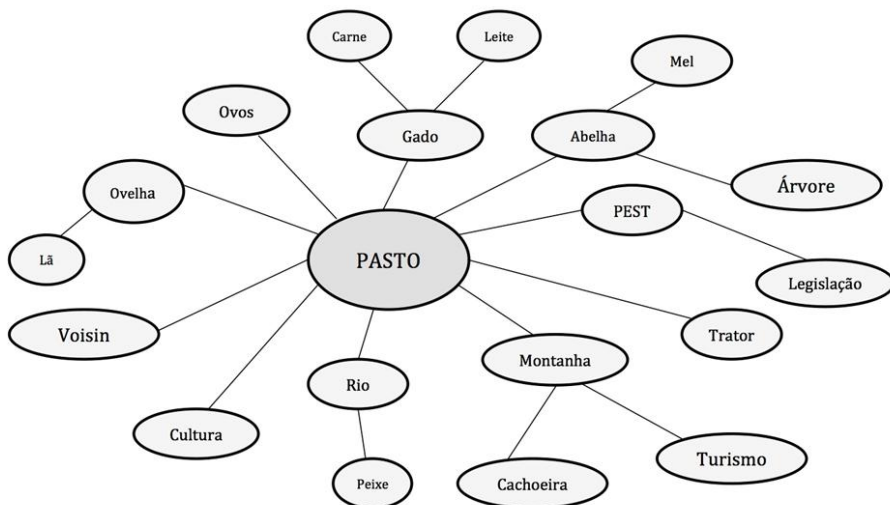 Carne
Leite
Mel
Ovos
Gado
Abelha
Ovelha
Árvore
PEST
Lã
PASTO
Legislação
Voisin
Trator
Montanha
Rio
Cultura
Turismo
Peixe
Cachoeira